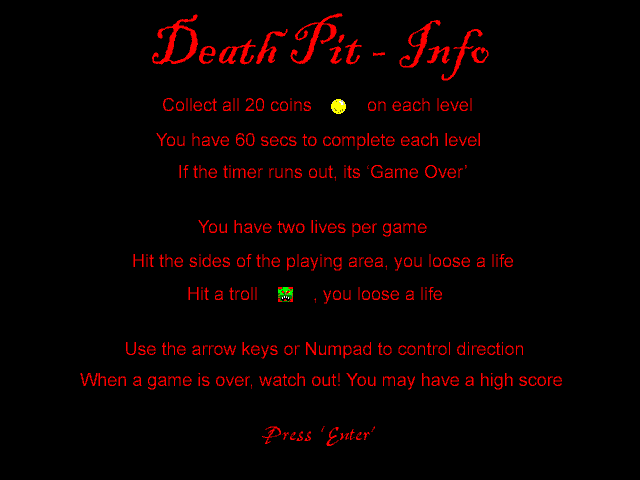 Death Pit - Info
Collect all 20 coins on each level
You have 60 secs to complete each level
If the timer runs out, its ‘Game Over’
You have two lives per game
Hit the sides of the playing area, you loose a life
Hit a troll , you loose a life
Use the arrow keys or Numpad to control direction
When a game is over, watch out! You may have a high score
Press ‘Enter’